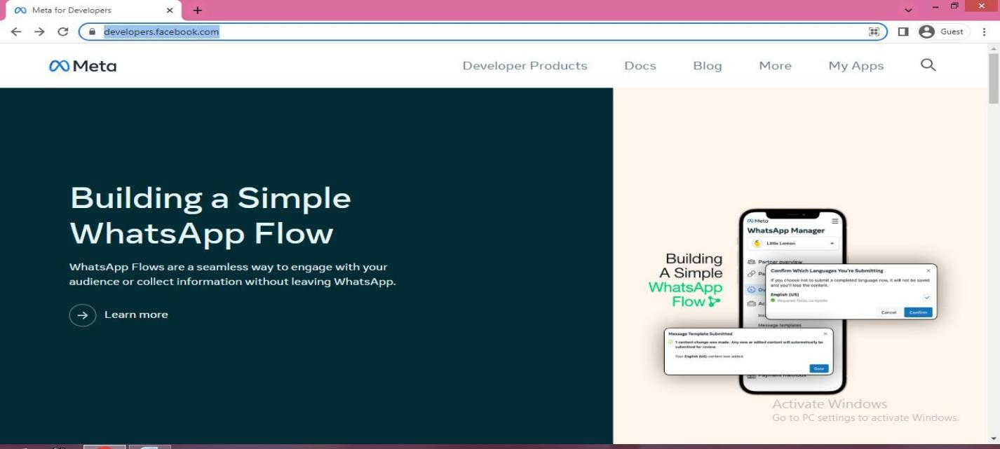 Meta for Developers
developers.facebook.com
Guest
Meta
Developer Products
Docs
Blog
More
My Apps
Building a Simple
WhatsApp Flow
WhatsApp Flows are a seamless way to engage with your
audience or collect information without leaving WhatsApp.
Learn more
Building
A Simple
WhatsApp
Flow
Meta
WhatsApp Manager
Little Lemon
Partner overview
Pa
Ov
Ac
Ins
Message templates
Confirm Which Languages You're Submitting
If you choose not to submit a completed language now, it will not be saved
and you'll lose the content.
English (US)
Required fields complete
Cancel
Confirm
Message Template Submitted
1 content change was made. Any new or edited content will automatically be
submitted for review.
Your English (US) content was added.
Done
Payment methods
Activate Windows
Go to PC settings to activate Windows.